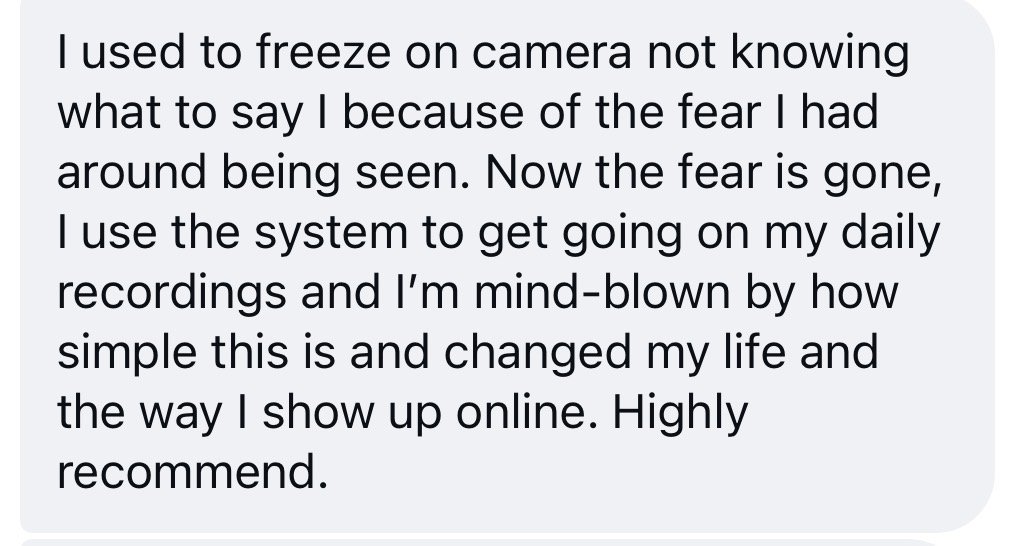 I used to freeze on camera not knowing
what to say I because of the fear I had
around being seen. Now the fear is gone,
I use the system to get going on my daily
recordings and I’m mind-blown by how
simple this is and changed my life and
the way I show up online. Highly
recommend.